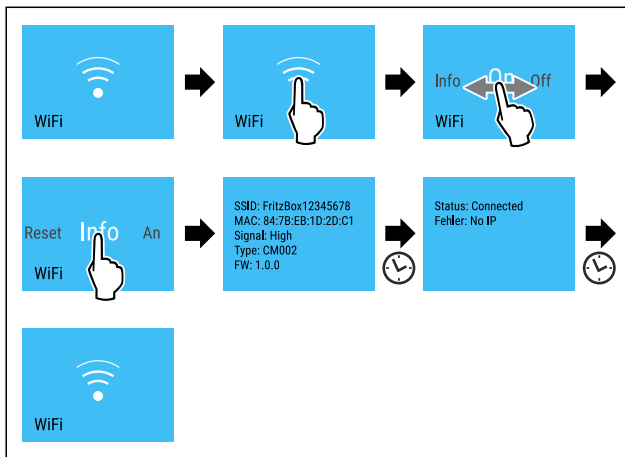 WiFi
WiFi
Info On Off
WiFi
Reset Info An
WiFi
SSID: FritzBox12345678
MAC: 84:7B:EB:1D:2D:C1
Signal: High
Type: CM002
FW: 1.0.0
Status: Connected
Fehler: No IP
WiFi